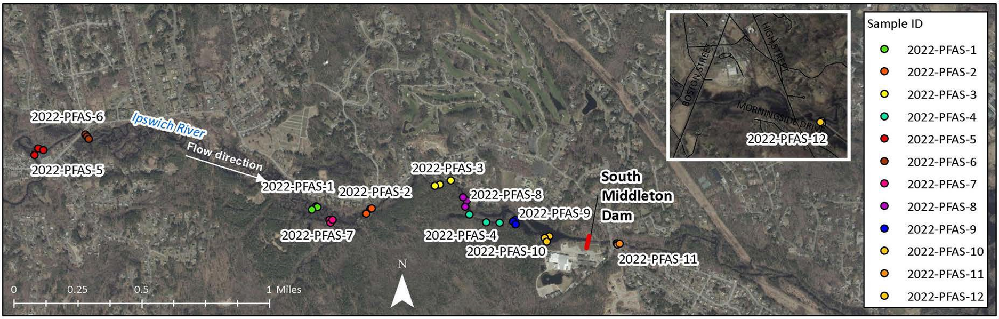 2022-PFAS-6
Ipswich River
Flow direction
2022-PFAS-5
2022-PFAS-1
2022-PFAS-2
2022-PFAS-7
2022-PFAS-3
2022-PFAS-8
2022-PFAS-9
2022-PFAS-4
2022-PFAS-10
South
Middleton
Dam
2022-PFAS-11
N
0 0.25 0.5 1 Miles
BOSTON STREET
HIGH STREET
MORNINGSIDE DRIVE
2022-PFAS-12
Sample ID
2022-PFAS-1
2022-PFAS-2
2022-PFAS-3
2022-PFAS-4
2022-PFAS-5
2022-PFAS-6
2022-PFAS-7
2022-PFAS-8
2022-PFAS-9
2022-PFAS-10
2022-PFAS-11
2022-PFAS-12